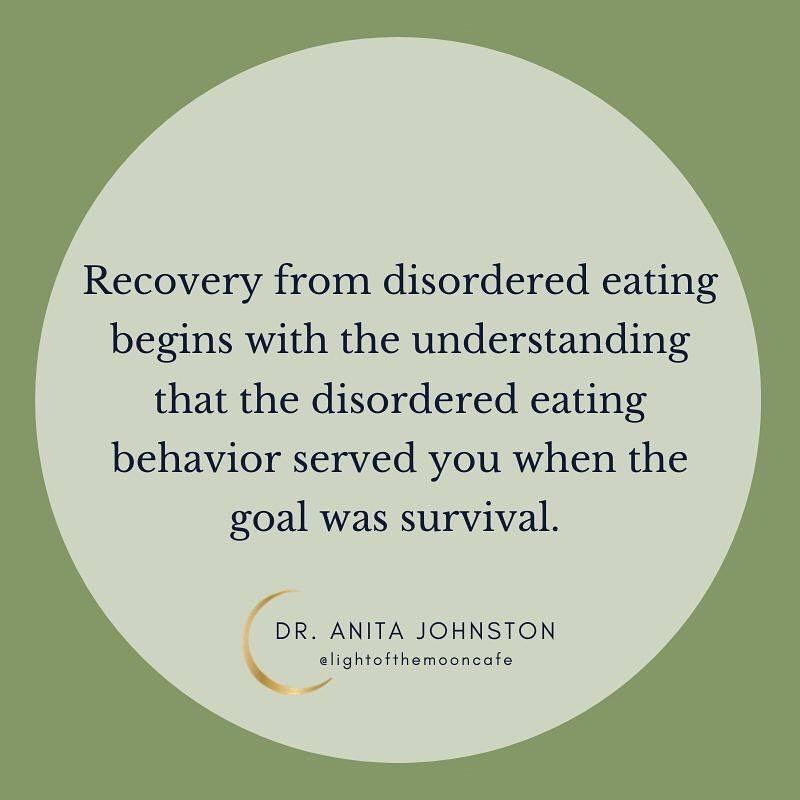 Recovery from disordered eating
begins with the understanding
that the disordered eating
behavior served you when the
goal was survival.
DR. ANITA JOHNSTON
@lightofthemooncafe